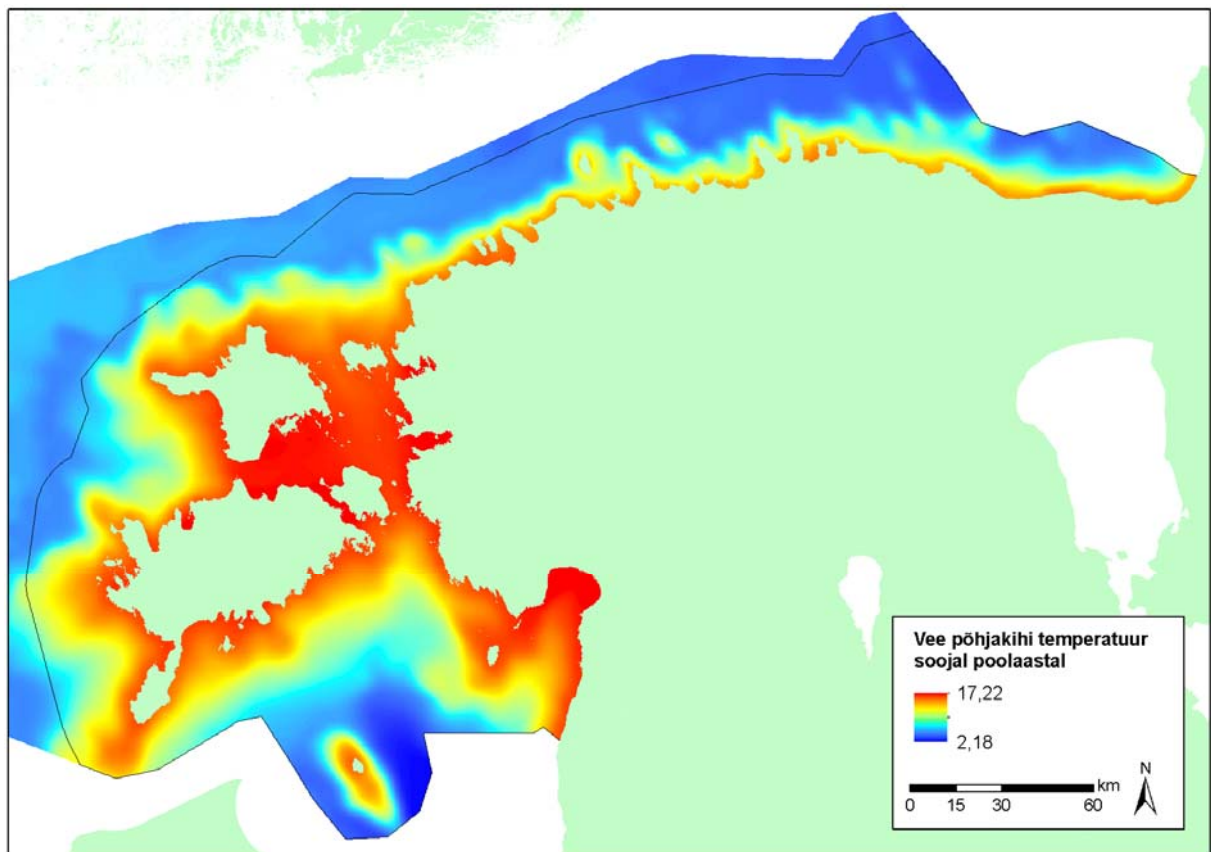 Vee põhjakihi temperatuur
soojal poolaastal
17,22
2,18
km
0 15 30 60
N